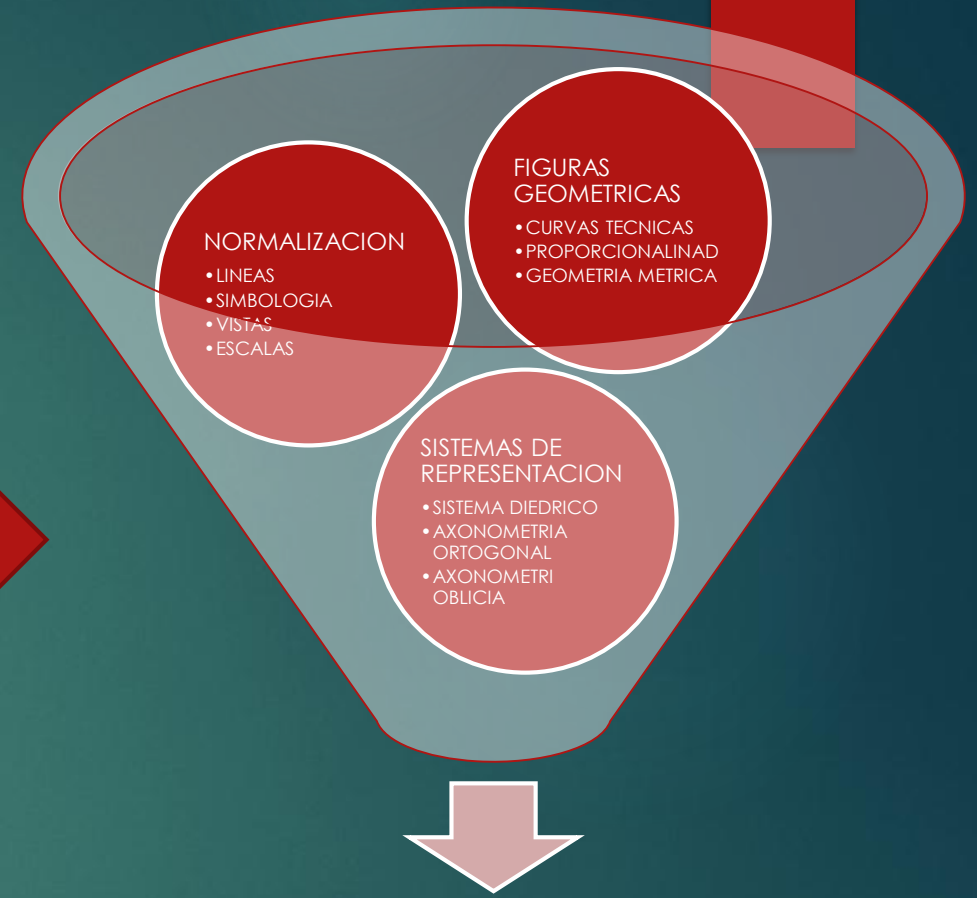 NORMALIZACION
•LINEAS
•SIMBOLOGIA
•VISTAS
•ESCALAS
FIGURAS
GEOMETRICAS
•CURVAS TECNICAS
•PROPORCIONALINAD
•GEOMETRIA METRICA
SISTEMAS DE
REPRESENTACION
•SISTEMA DIEDRICO
•AXONOMETRIA
ORTOGONAL
•AXONOMETRI
OBLICIA